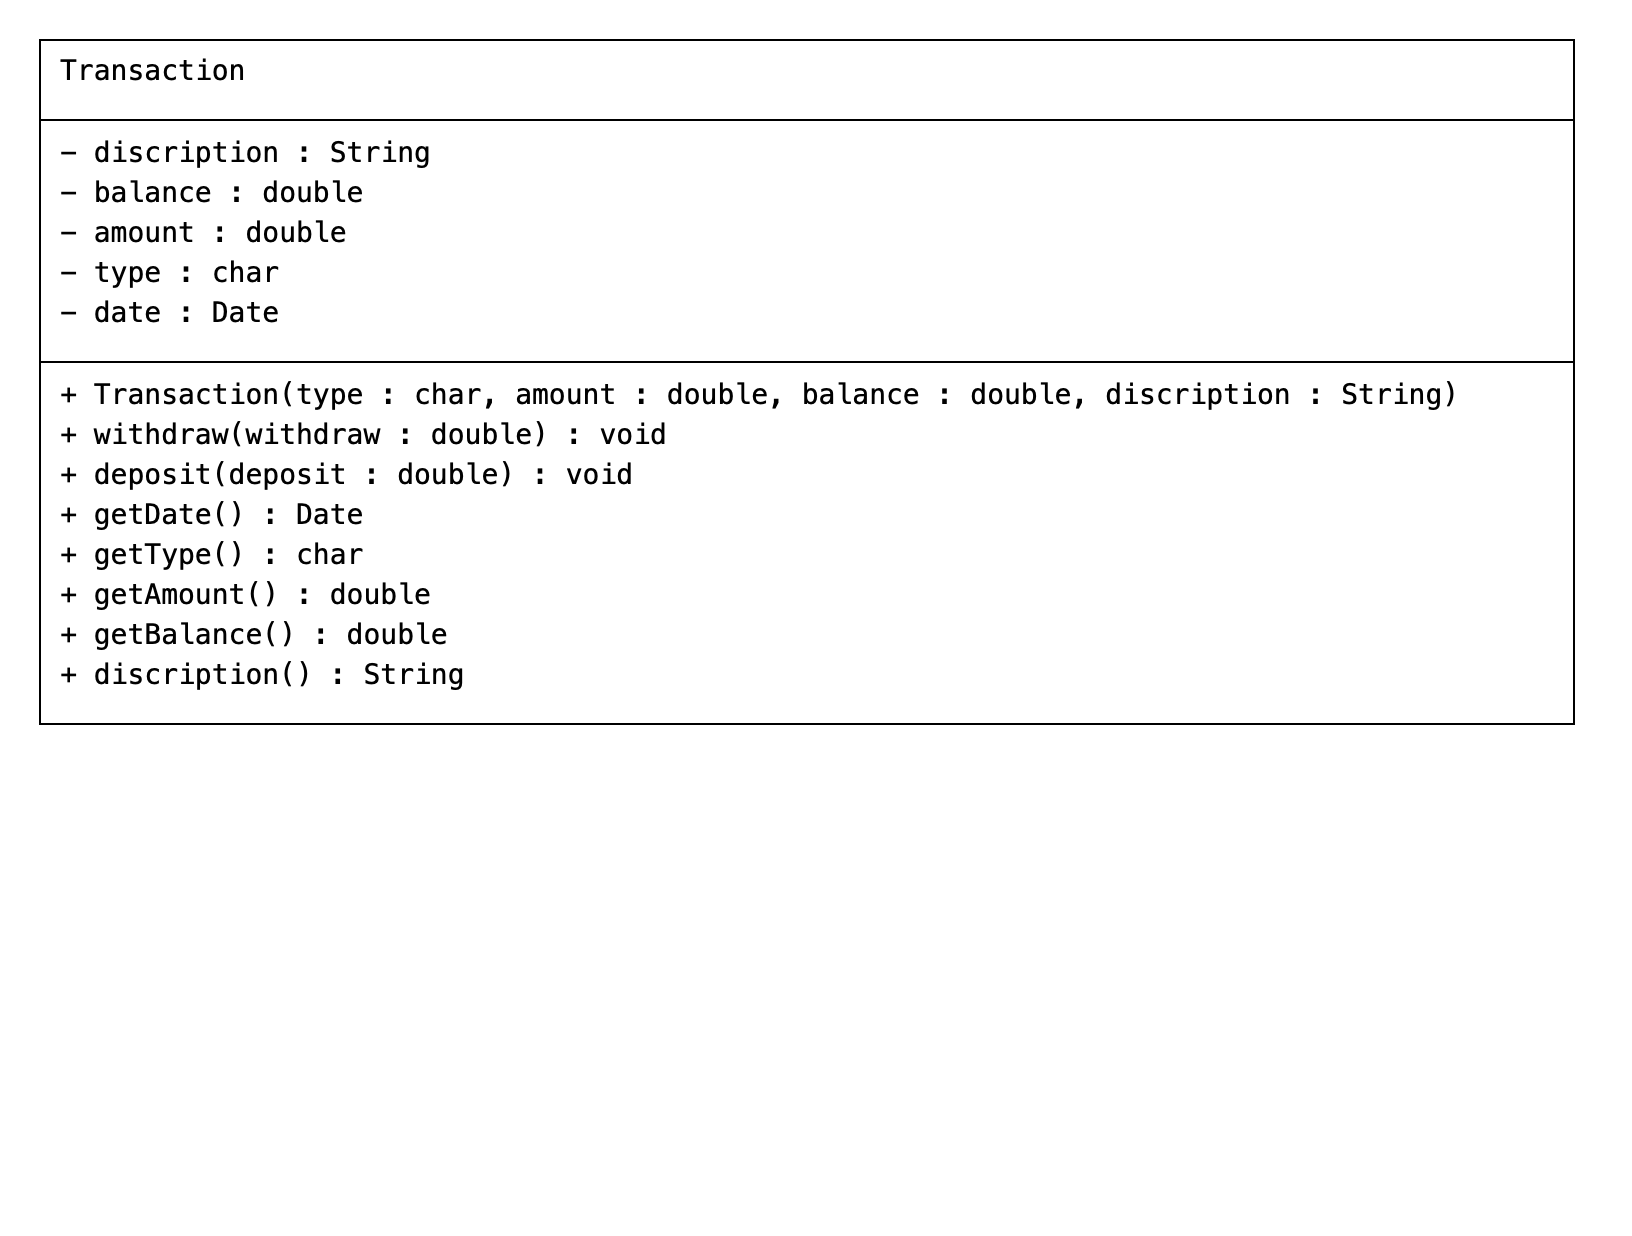 Transaction
- discription : String
- balance : double
- amount : double
- type : char
- date : Date
+ Transaction(type : char, amount : double, balance : double, discription : String)
+ withdraw(withdraw : double) : void
+ deposit(deposit : double) : void
+ getDate() : Date
+ getType() : char
+ getAmount() : double
+ getBalance() : double
+ discription() : String